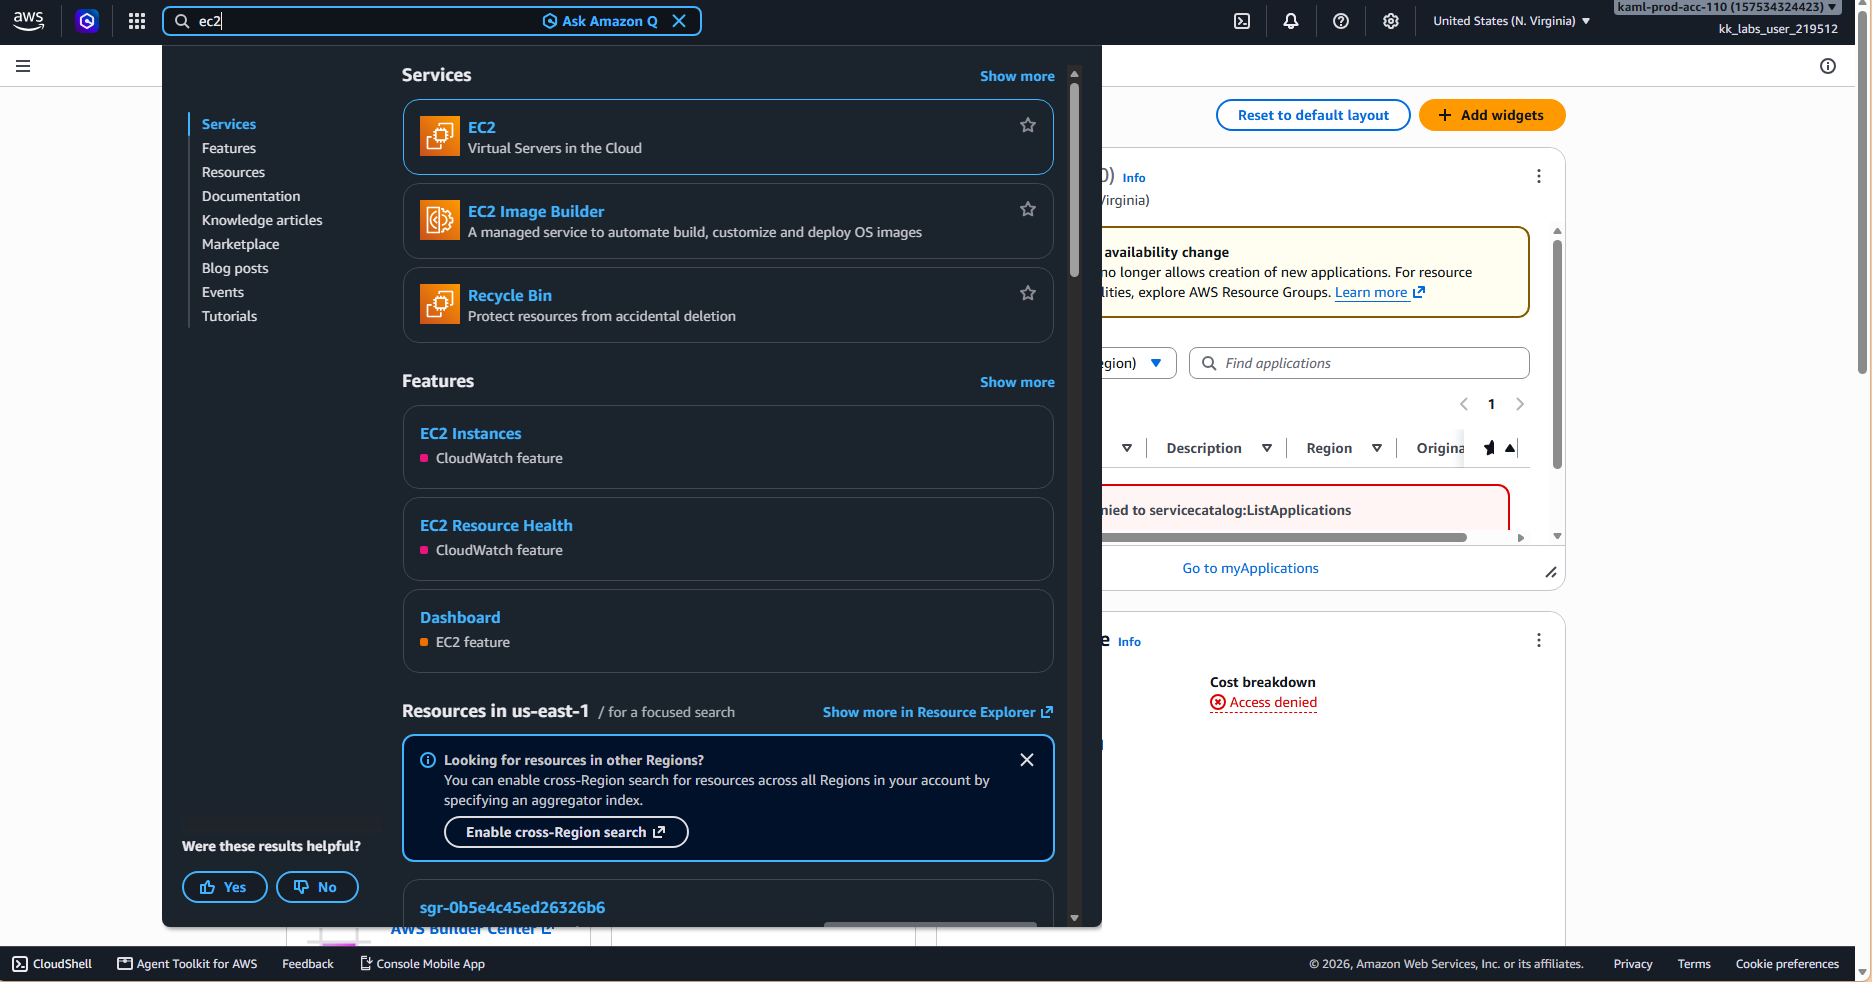 aws
ec2
Ask Amazon Q
United States (N. Virginia)
kaml-prod-acc-110 (157534324423)
kk_labs_user_219512
Services
Features
Resources
Documentation
Knowledge articles
Marketplace
Blog posts
Events
Tutorials
Were these results helpful?
Yes
No
Services
Show more
EC2
Virtual Servers in the Cloud
EC2 Image Builder
A managed service to automate build, customize and deploy OS images
Recycle Bin
Protect resources from accidental deletion
Features
Show more
EC2 Instances
CloudWatch feature
EC2 Resource Health
CloudWatch feature
Dashboard
EC2 feature
Resources in us-east-1 / for a focused search
Show more in Resource Explorer
Looking for resources in other Regions?
You can enable cross-Region search for resources across all Regions in your account by
specifying an aggregator index.
Enable cross-Region search
sgr-0b5e4c45ed26326b6
AWS Builder Center
Reset to default layout
Add widgets
0) Info
Virginia)
availability change
no longer allows creation of new applications. For resource
lities, explore AWS Resource Groups. Learn more
egion)
Find applications
1
Description
Region
Origina
nied to servicecatalog:ListApplications
Go to myApplications
e Info
Cost breakdown
Access denied
CloudShell
Agent Toolkit for AWS
Feedback
Console Mobile App
© 2026, Amazon Web Services, Inc. or its affiliates.
Privacy
Terms
Cookie preferences